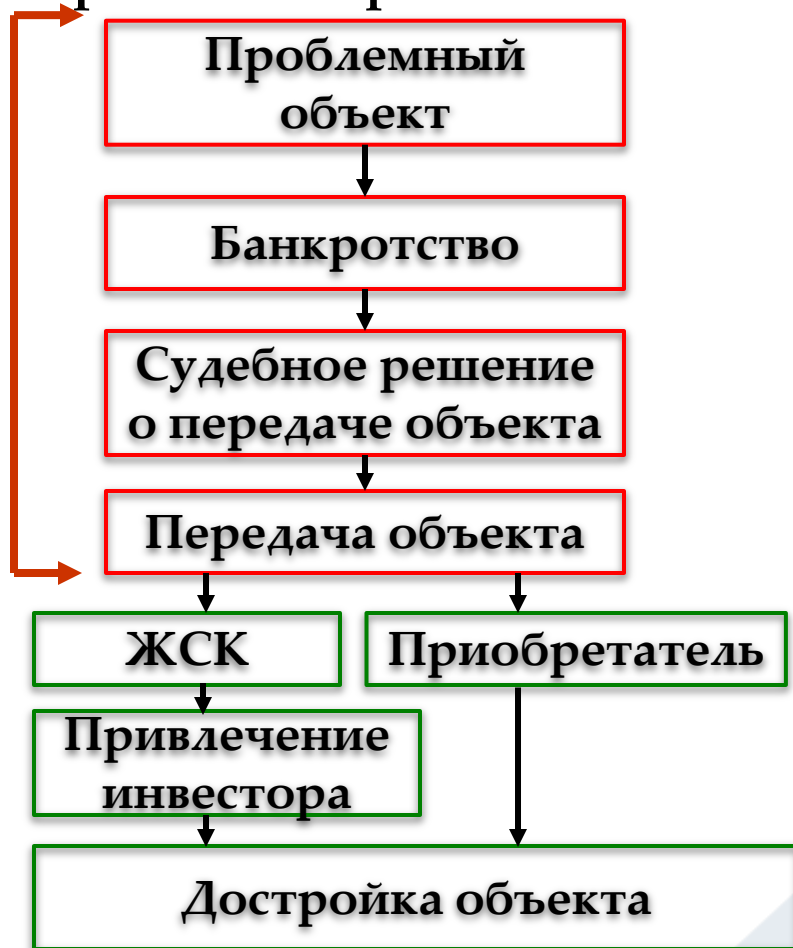 Проблемный
объект
Банкротство
Судебное решение
о передаче объекта
Передача объекта
ЖСК
Приобретатель
Привлечение
инвестора
Достройка объекта